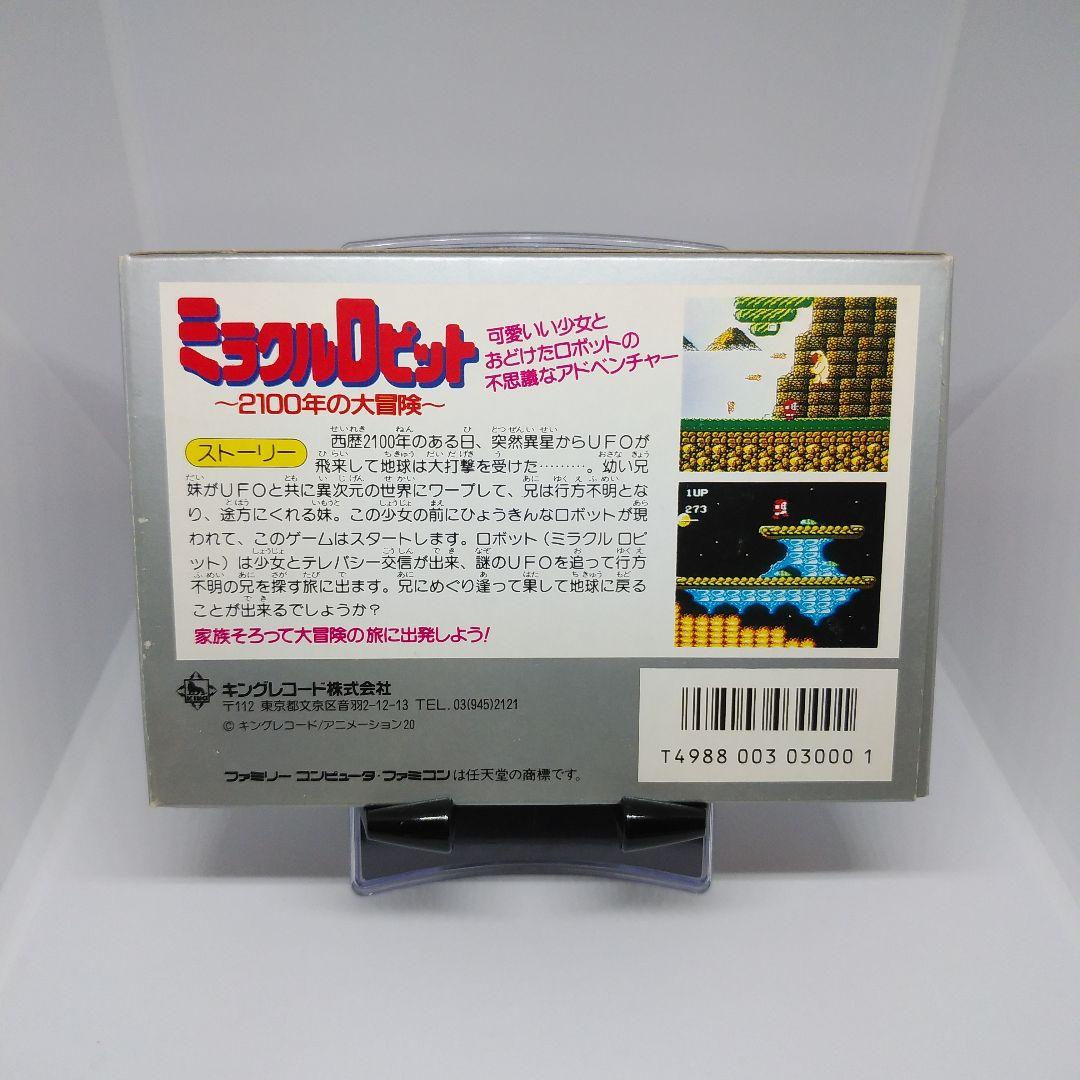 ミラクルロピット
～2100年の大冒険～
可愛いい少女と
おどけたロボットの
不思議なアドベンチャー
ストーリー
西歴2100年のある日、突然異星からUFOが
飛来して地球は大打撃を受けた………。幼い兄
妹がUFOと共に異次元の世界にワープして、兄は行方不明とな
り、途方にくれる妹。この少女の前にひょうきんなロボットが現
われて、このゲームはスタートします。ロボット（ミラクル ロピ
ット）は少女とテレパシー交信が出来、謎のUFOを追って行方
不明の兄を探す旅に出ます。兄にめぐり逢って果して地球に戻る
ことが出来るでしょうか？
家族そろって大冒険の旅に出発しよう！
1UP
273
KING
キングレコード株式会社
〒112 東京都文京区音羽2-12-13 TEL. 03(945)2121
© キングレコード/アニメーション20
ファミリー コンピュータ・ファミコンは任天堂の商標です。
T4988 003 03000 1